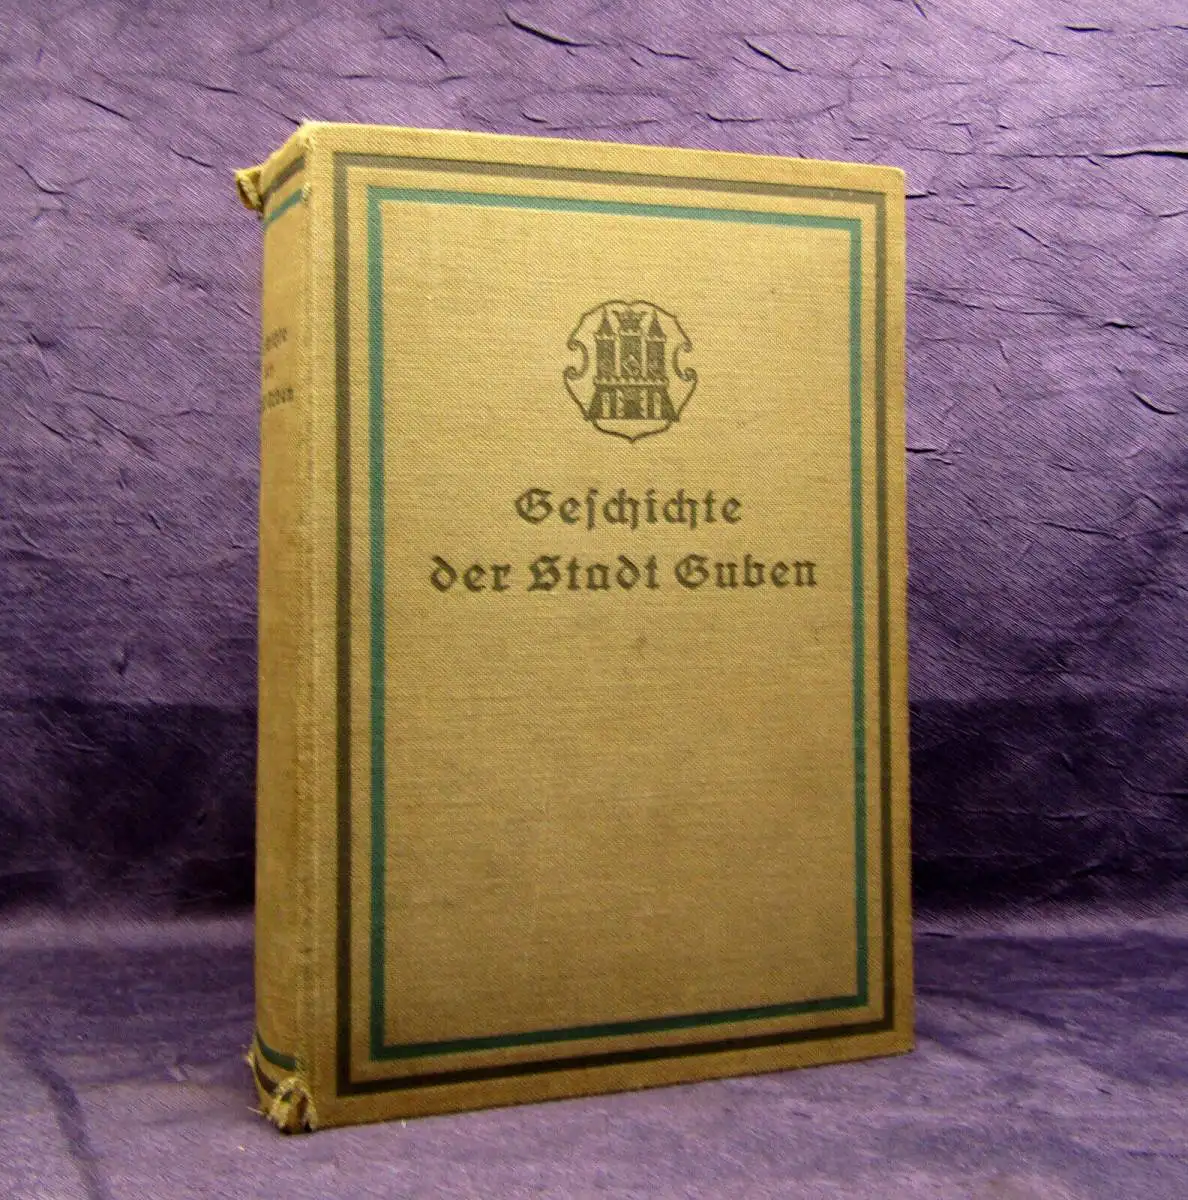 Geſchichte
der Stadt Guben